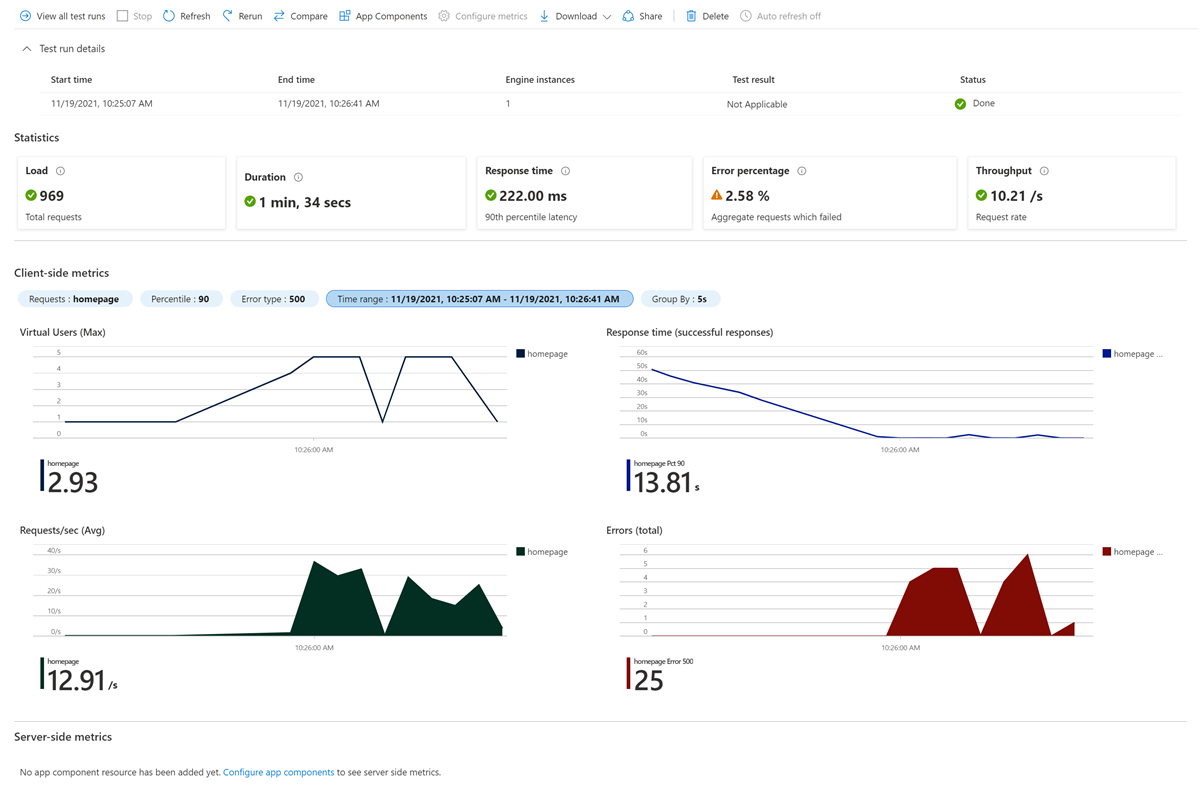 View all test runs Stop Refresh Rerun Compare App Components Configure metrics Download Share Delete Auto refresh off
Test run details
Start time End time Engine instances Test result Status
11/19/2021, 10:25:07 AM 11/19/2021, 10:26:41 AM 1 Not Applicable Done
Statistics
Load
969
Total requests
Duration
1 min, 34 secs
Response time
222.00 ms
90th percentile latency
Error percentage
2.58 %
Aggregate requests which failed
Throughput
10.21 /s
Request rate
Client-side metrics
Requests : homepage Percentile : 90 Error type : 500 Time range : 11/19/2021, 10:25:07 AM - 11/19/2021, 10:26:41 AM Group By : 5s
Virtual Users (Max)
5
4
3
2
1
0
10:26:00 AM
homepage
homepage
2.93
Response time (successful responses)
60s
50s
40s
30s
20s
10s
0s
10:26:00 AM
homepage ...
homepage Pct 90
13.81 s
Requests/sec (Avg)
40/s
30/s
20/s
10/s
0/s
10:26:00 AM
homepage
homepage
12.91 /s
Errors (total)
6
5
4
3
2
1
0
10:26:00 AM
homepage ...
homepage Error 500
25
Server-side metrics
No app component resource has been added yet. Configure app components to see server side metrics.